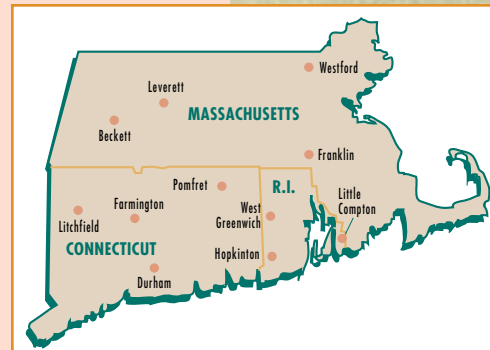 Westford
Leverett
MASSACHUSETTS
Beckett
Franklin
Pomfret
R.I.
Little
Compton
Farmington
West
Greenwich
Litchfield
CONNECTICUT
Hopkinton
Durham